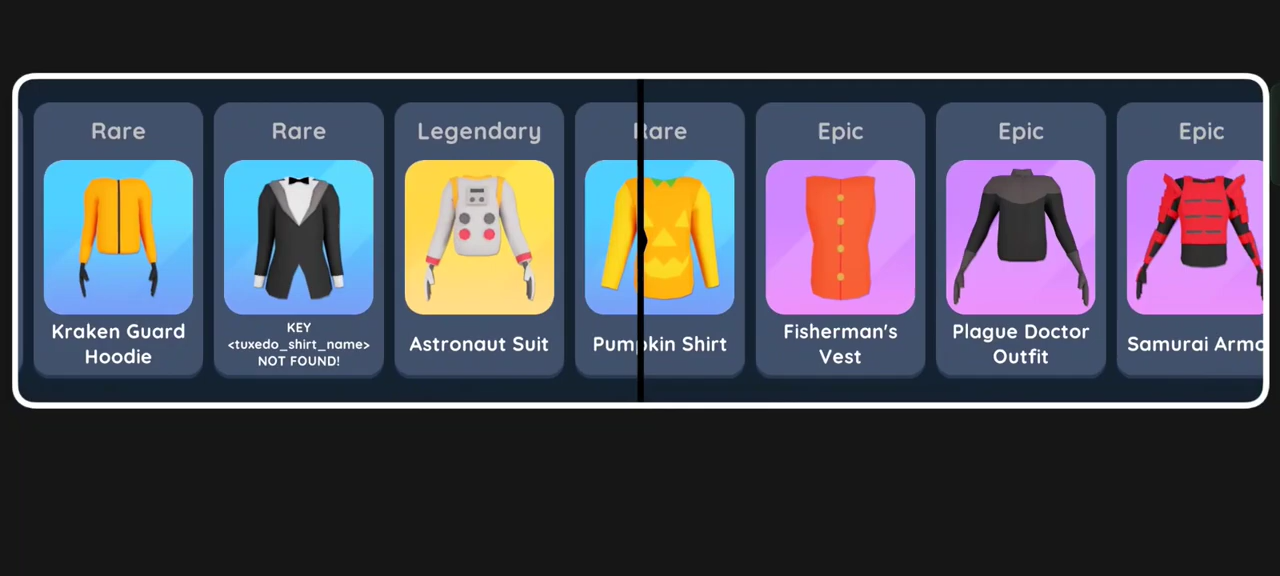 Rare
Kraken Guard
Hoodie
Rare
KEY
<tuxedo_shirt_name>
NOT FOUND!
Legendary
Astronaut Suit
Rare
Pumpkin Shirt
Epic
Fisherman's
Vest
Epic
Plague Doctor
Outfit
Epic
Samurai